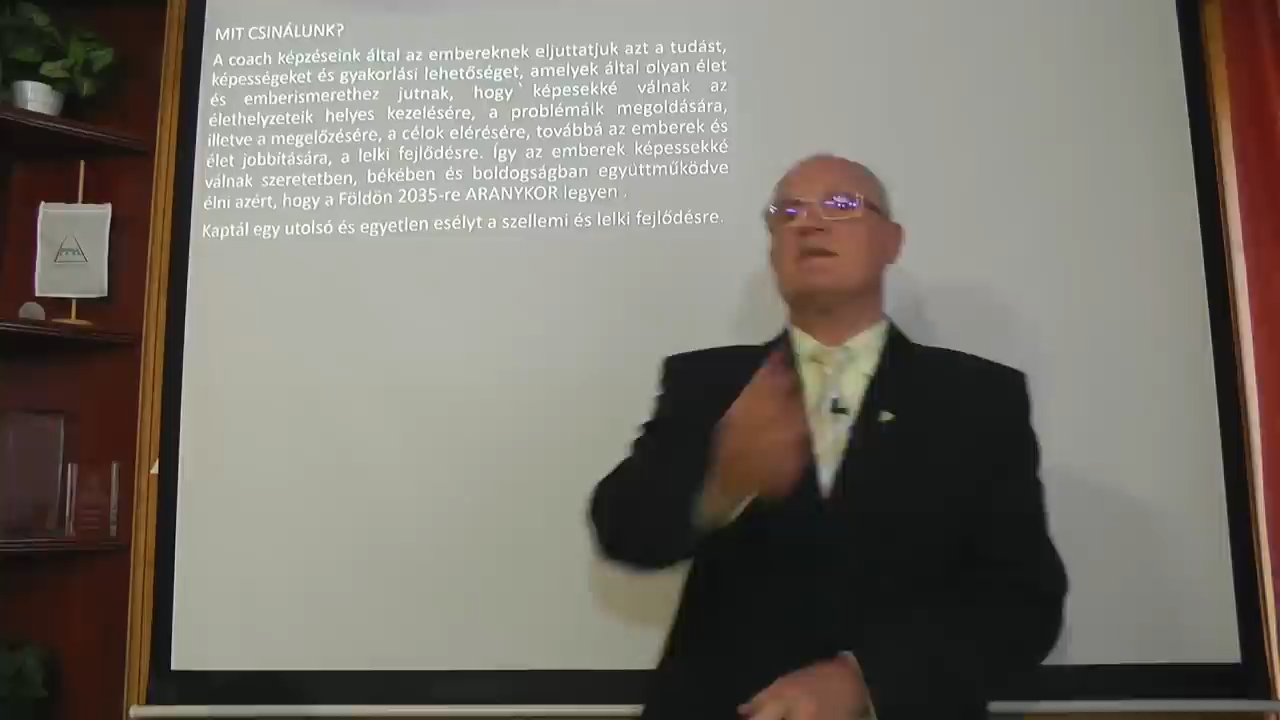 MIT CSINÁLUNK?
A coach képzéseink által az embereknek eljuttatjuk azt a tudást,
képességeket és gyakorlási lehetőséget, amelyek által olyan élet
és emberismerethez jutnak, hogy képesekké válnak az
élethelyzeteik helyes kezelésére, a problémáik megoldására,
illetve a megelőzésére, a célok elérésére, továbbá az emberek és
élet jobbítására, a lelki fejlődésre. Így az emberek képessekké
válnak szeretetben, békében és boldogságban együttműködve
élni azért, hogy a Földön 2035-re ARANYKOR legyen .
Kaptál egy utolsó és egyetlen esélyt a szellemi és lelki fejlődésre.